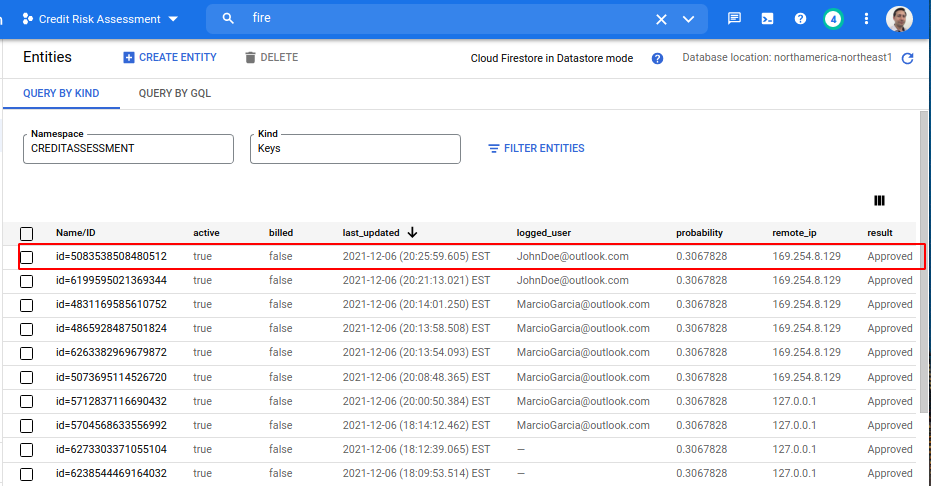 Credit Risk Assessment fire 4
Entities CREATE ENTITY DELETE Cloud Firestore in Datastore mode Database location: northamerica-northeast1
QUERY BY KIND QUERY BY GQL
Namespace Kind
CREDITASSESSMENT Keys FILTER ENTITIES
Name/ID active billed last_updated logged_user probability remote_ip result
id=5083538508480512 true false 2021-12-06 (20:25:59.605) EST JohnDoe@outlook.com 0.3067828 169.254.8.129 Approved
id=6199595021369344 true false 2021-12-06 (20:21:13.021) EST JohnDoe@outlook.com 0.3067828 169.254.8.129 Approved
id=4831169585610752 true false 2021-12-06 (20:14:01.250) EST MarcioGarcia@outlook.com 0.3067828 169.254.8.129 Approved
id=4865928487501824 true false 2021-12-06 (20:13:58.508) EST MarcioGarcia@outlook.com 0.3067828 169.254.8.129 Approved
id=6263382969679872 true false 2021-12-06 (20:13:54.093) EST MarcioGarcia@outlook.com 0.3067828 169.254.8.129 Approved
id=5073695114526720 true false 2021-12-06 (20:08:48.365) EST MarcioGarcia@outlook.com 0.3067828 169.254.8.129 Approved
id=5712837116690432 true false 2021-12-06 (20:00:50.384) EST MarcioGarcia@outlook.com 0.3067828 127.0.0.1 Approved
id=5704568633556992 true false 2021-12-06 (18:14:12.462) EST MarcioGarcia@outlook.com 0.3067828 127.0.0.1 Approved
id=6273303371055104 true false 2021-12-06 (18:12:39.065) EST — 0.3067828 127.0.0.1 Approved
id=6238544469164032 true false 2021-12-06 (18:09:53.514) EST — 0.3067828 127.0.0.1 Approved